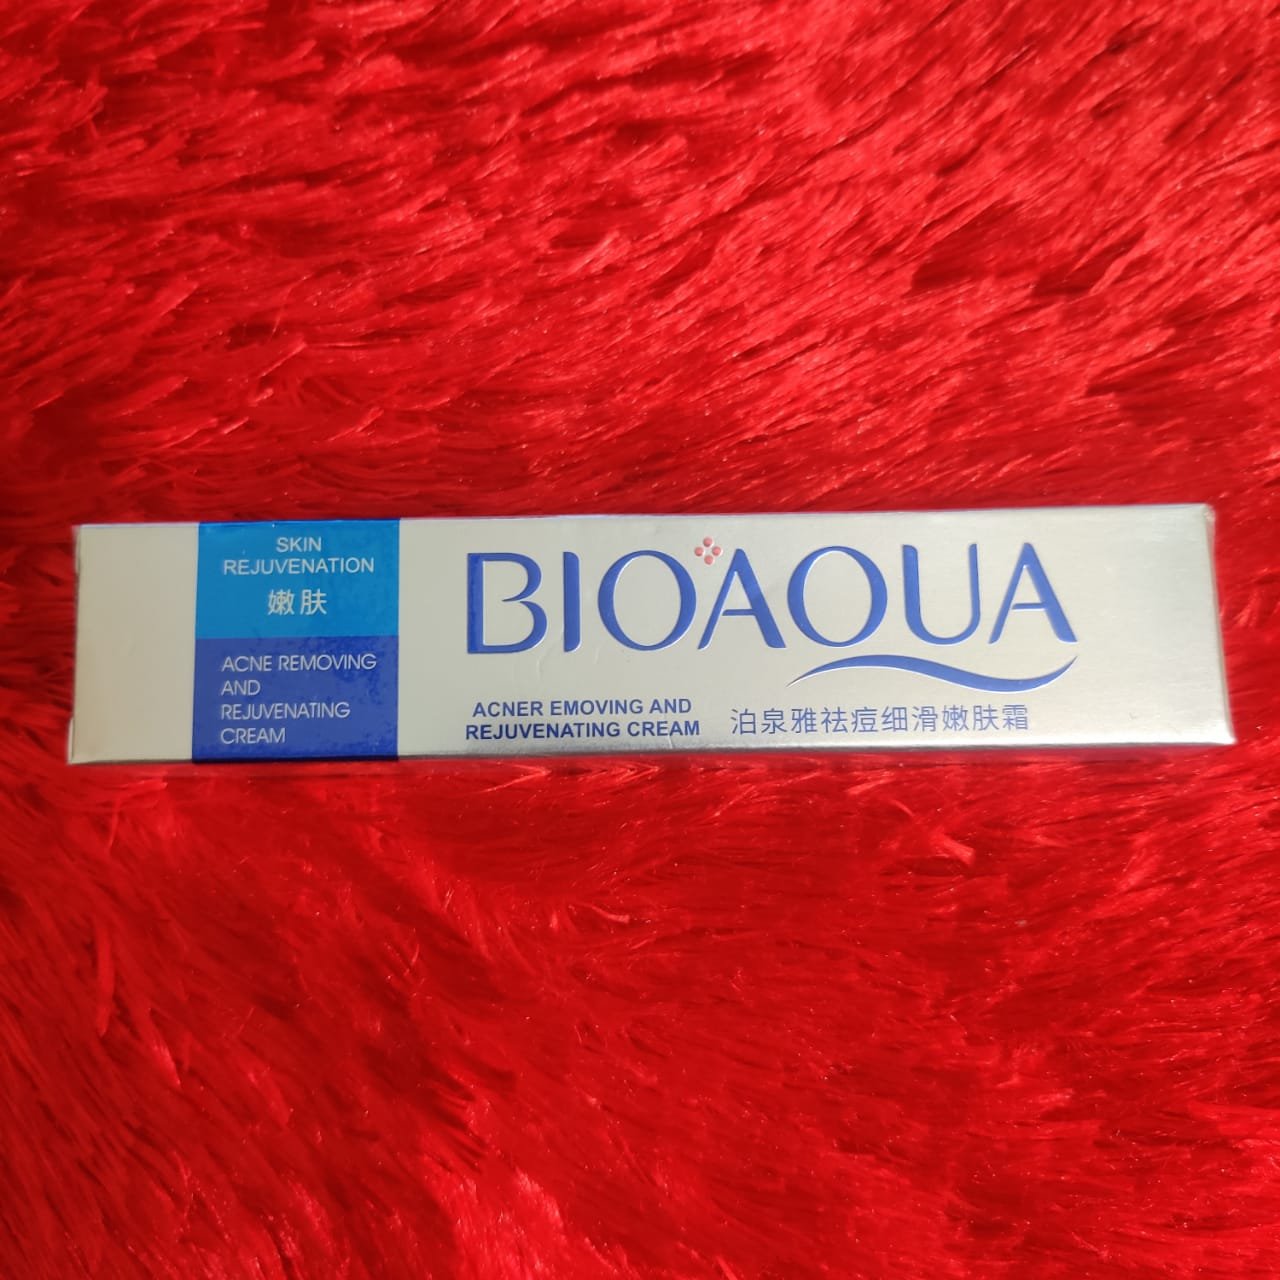 SKIN
REJUVENATION
嫩肤
ACNE REMOVING
AND
REJUVENATING
CREAM
BIOAQUA
ACNER EMOVING AND
REJUVENATING CREAM
泊泉雅祛痘细滑嫩肤霜